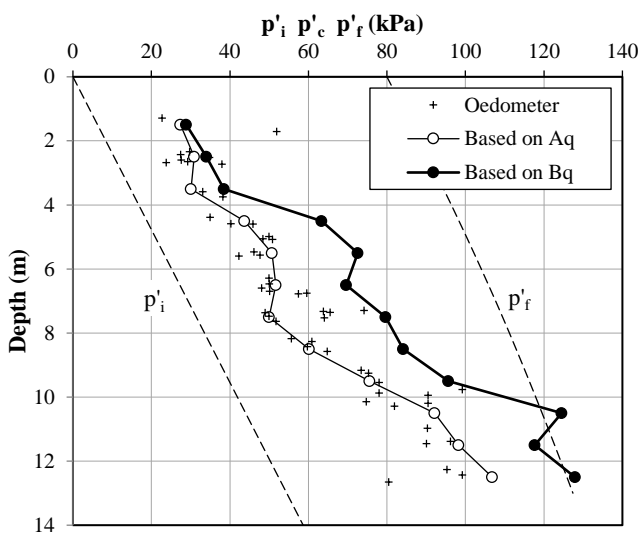 p'i p'c p'f (kPa)
0 20 40 60 80 100 120 140
0
2
4
6
8
10
12
14
Depth (m)
Oedometer
Based on Aq
Based on Bq
p'i
p'f